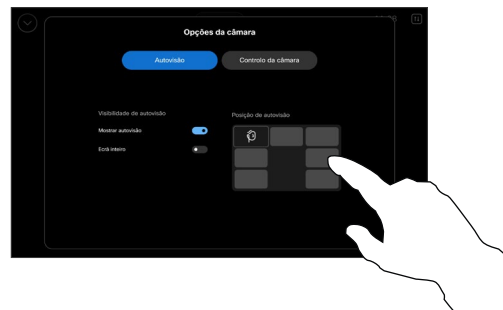 Opções da câmara
Autovisão
Controlo da câmara
Visibilidade de autovisão
Mostrar autovisão
Ecrã inteiro
Posição de autovisão